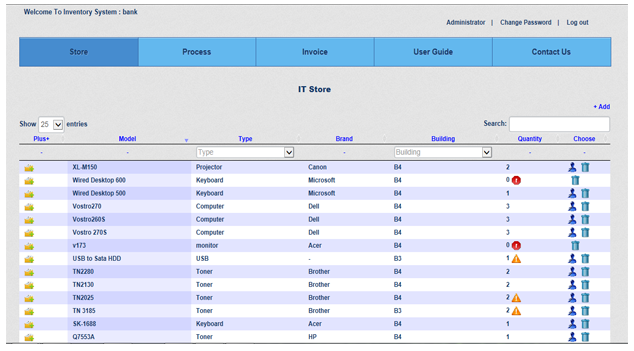 Welcome To Inventory System : bank
Administrator | Change Password | Log out
Store Process Invoice User Guide Contact Us
IT Store
+ Add
Show 25 entries Search:
Plus+ Model Type Brand Building Quantity Choose
- - Type - Building - -
XL-M150 Projector Canon B4 2
Wired Desktop 600 Keyboard Microsoft B4 0
Wired Desktop 500 Keyboard Microsoft B4 1
Vostro270 Computer Dell B4 3
Vostro260S Computer Dell B4 3
Vostro 270S Computer Dell B4 3
v173 monitor Acer B4 0
USB to Sata HDD USB - B3 1
TN2280 Toner Brother B4 2
TN2130 Toner Brother B4 2
TN2025 Toner Brother B4 2
TN 3185 Toner Brother B3 2
SK-1688 Keyboard Acer B4 1
Q7553A Toner HP B4 1